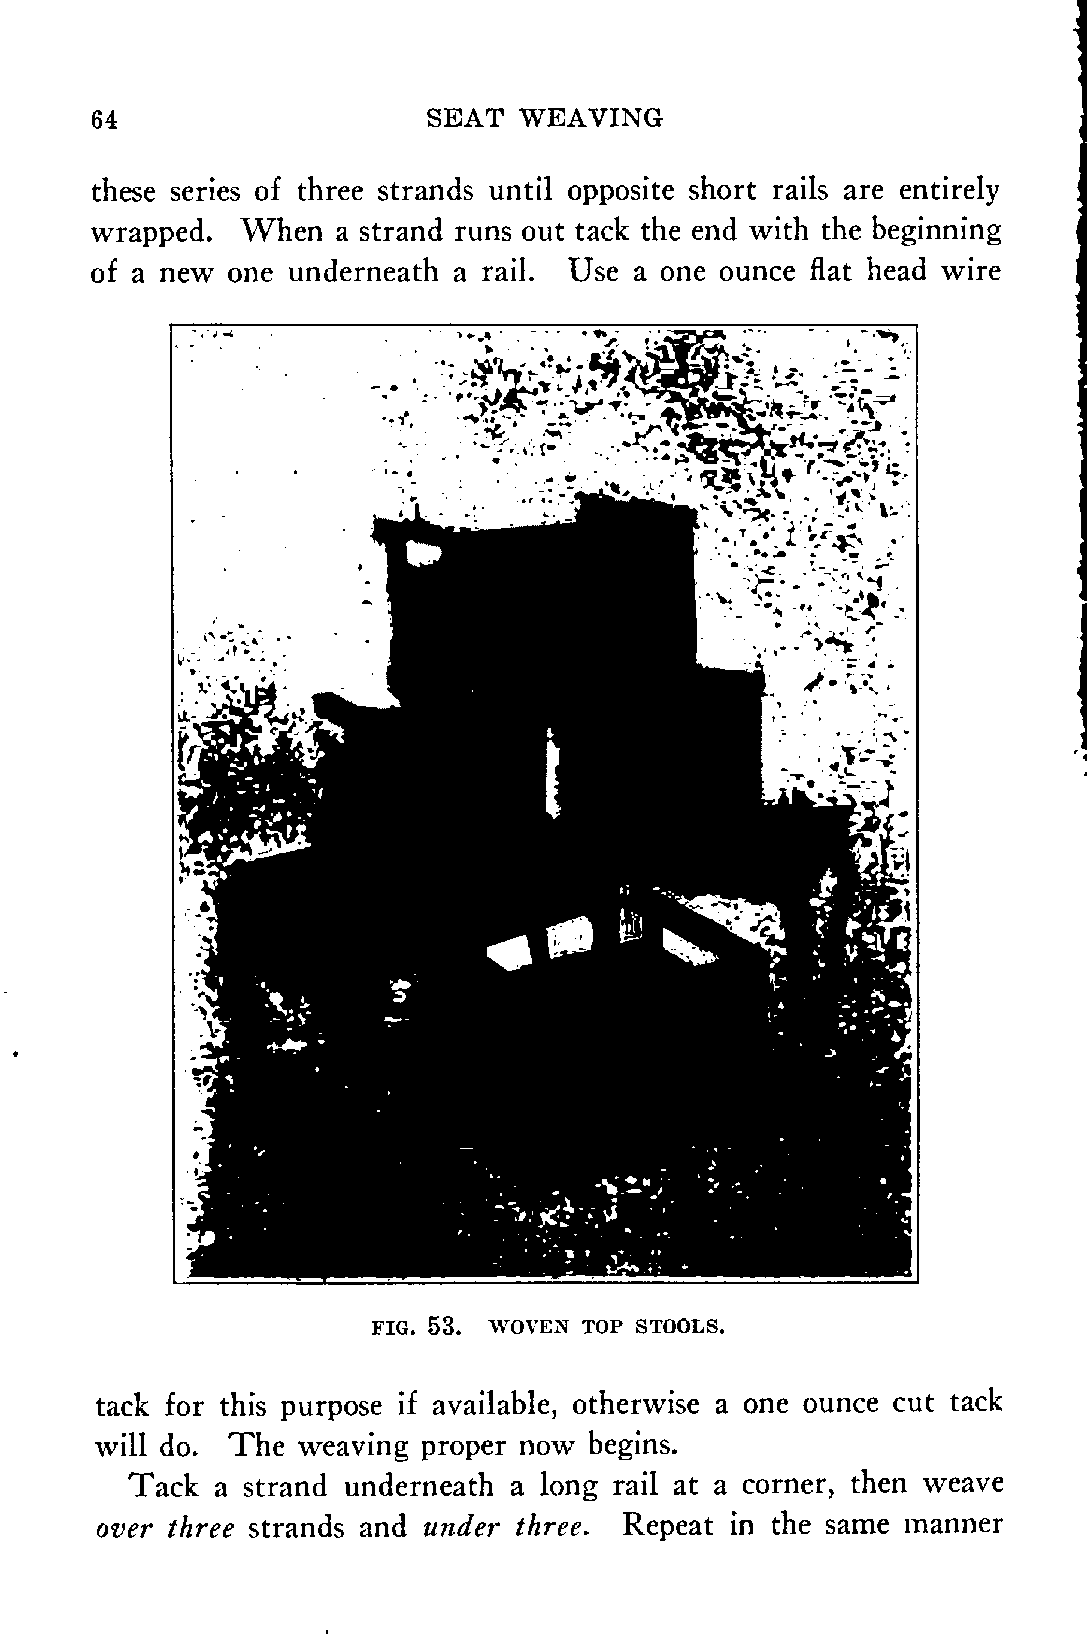 64 SEAT WEAVING
these series of three strands until opposite short rails are entirely
wrapped. When a strand runs out tack the end with the beginning
of a new one underneath a rail. Use a one ounce flat head wire
FIG. 53. WOVEN TOP STOOLS.
tack for this purpose if available, otherwise a one ounce cut tack
will do. The weaving proper now begins.
Tack a strand underneath a long rail at a corner, then weave
over three strands and under three. Repeat in the same manner